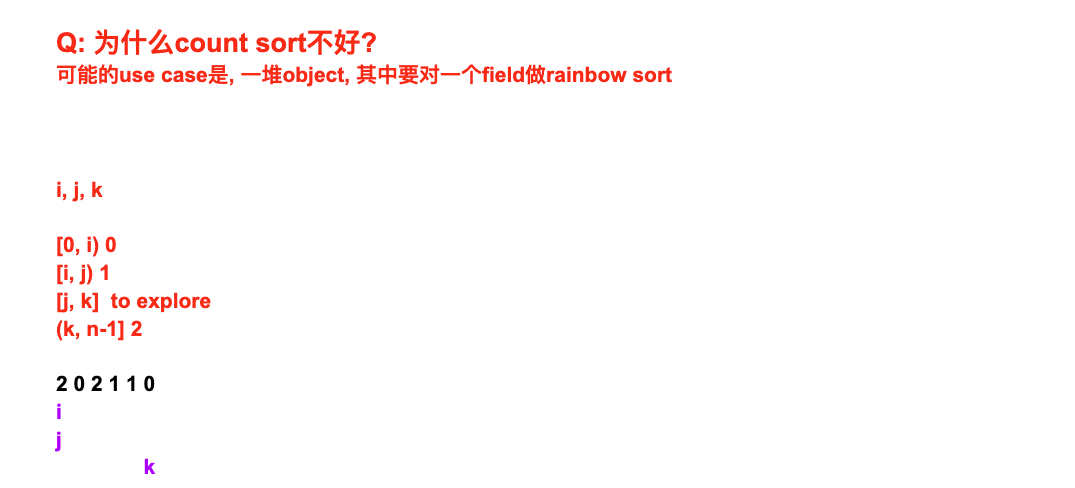 Q: 为什么count sort不好?
可能的use case是, 一堆object, 其中要对一个field做rainbow sort
i, j, k
[0, i) 0
[i, j) 1
[j, k]  to explore
(k, n-1] 2
2 0 2 1 1 0
i
j
k